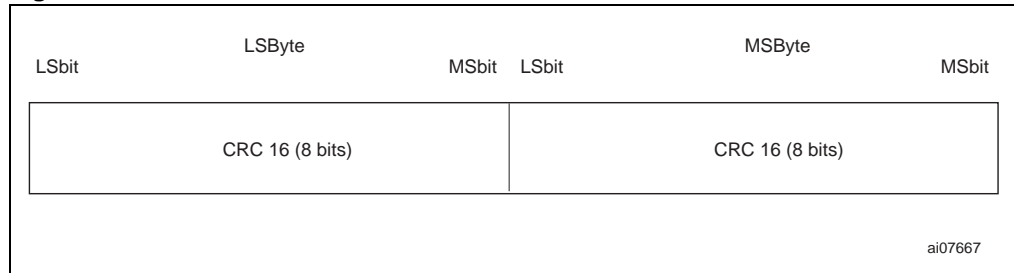 LSByte MSByte
LSbit MSbit LSbit MSbit
CRC 16 (8 bits) CRC 16 (8 bits)
ai07667